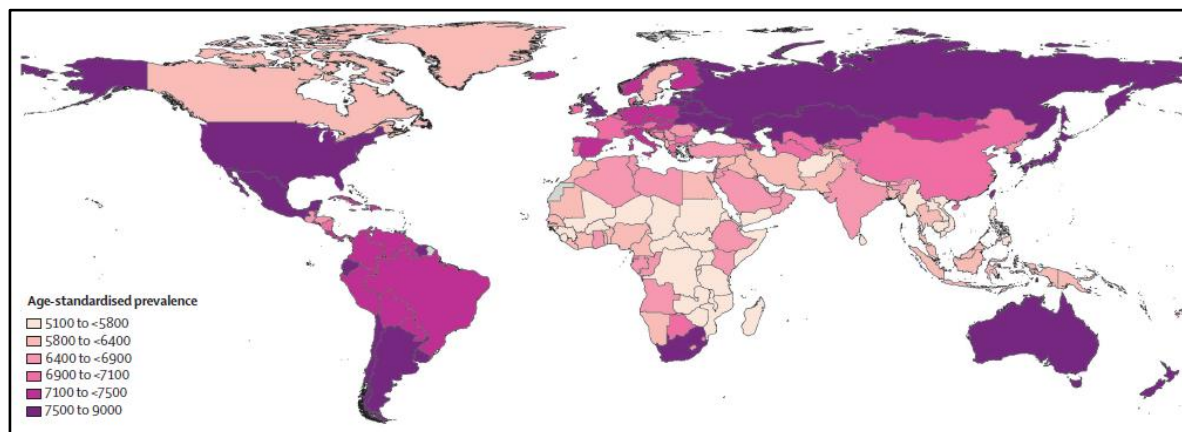 Age-standardised prevalence
5100 to <5800
5800 to <6400
6400 to <6900
6900 to <7100
7100 to <7500
7500 to 9000